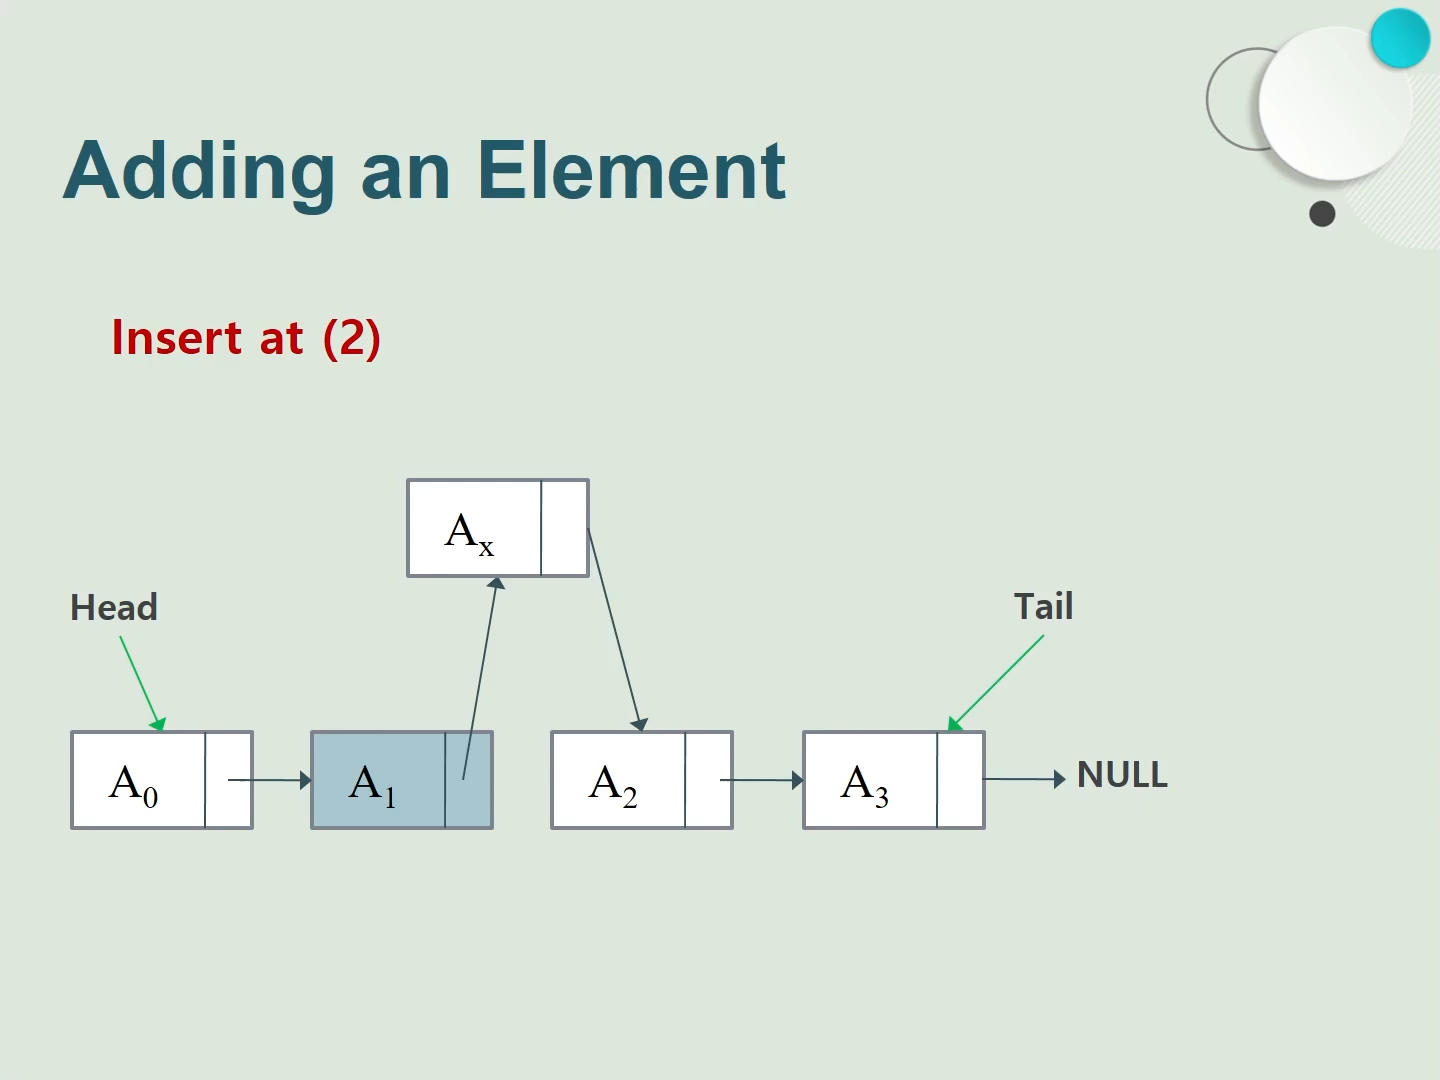 Adding an Element
Insert at (2)
Aₓ
Head
Tail
A₀
A₁
A₂
A₃
NULL